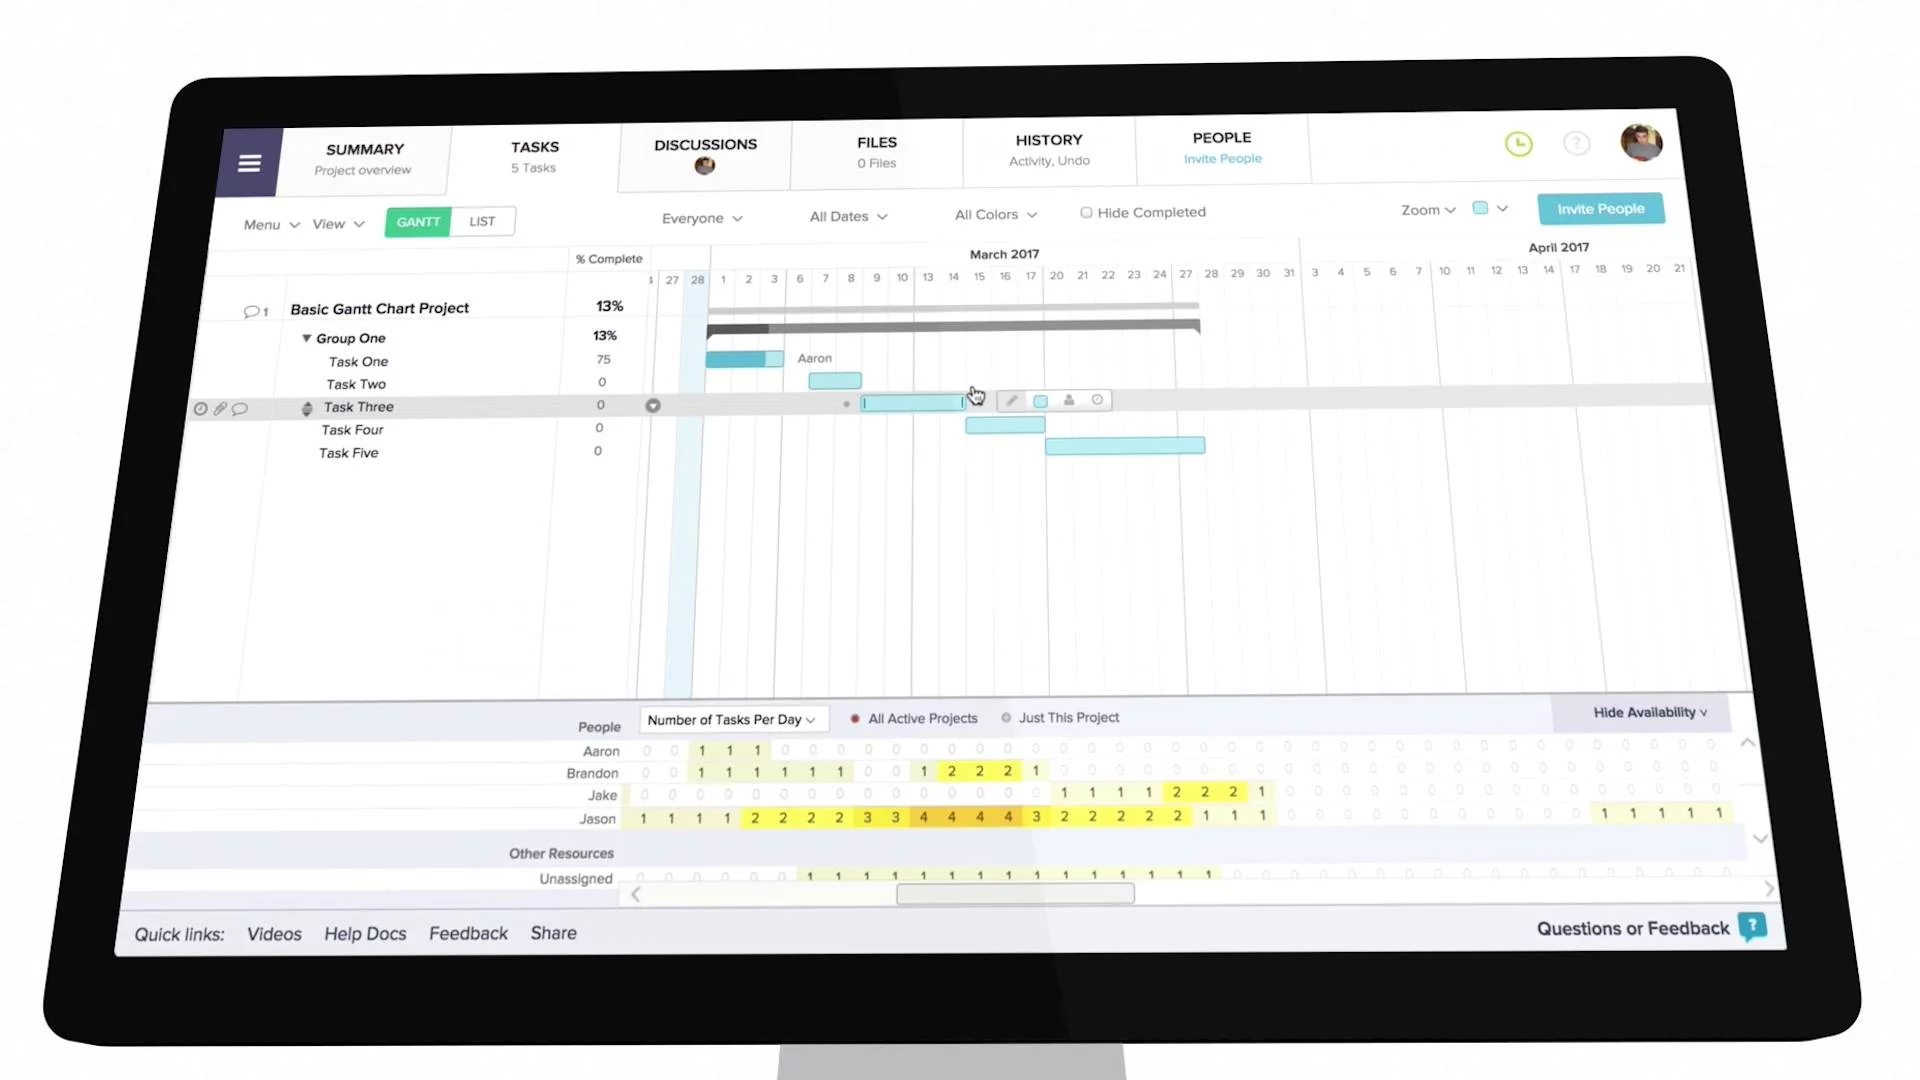 SUMMARY TASKS DISCUSSIONS FILES HISTORY PEOPLE
Project overview 5 Tasks 0 Files Activity, Undo Invite People
Menu View GANTT LIST Everyone All Dates All Colors Hide Completed Zoom Invite People
% Complete March 2017 April 2017
27 28 1 2 3 6 7 8 9 10 13 14 15 16 17 20 21 22 23 24 27 28 29 30 31 3 4 5 6 7 10 11 12 13 14 17 18 19 20 21
1 Basic Gantt Chart Project 13%
Group One 13%
Task One 75 Aaron
Task Two 0
Task Three 0
Task Four 0
Task Five 0
People Number of Tasks Per Day All Active Projects Just This Project Hide Availability
Aaron 0 0 1 1 1 0 0 0 0 0 0 0 0 0 0 0 0 0 0 0 0 0 0 0 0 0 0 0 0 0 0 0 0 0 0 0 0 0 0
Brandon 0 0 1 1 1 1 1 1 0 0 1 2 2 2 1 0 0 0 0 0 0 0 0 0 0 0 0 0 0 0 0 0 0 0 0 0 0 0 0
Jake 0 0 0 0 0 0 0 0 0 0 0 0 0 0 0 1 1 1 1 2 2 2 1 0 0 0 0 0 0 0 0 0 0 0 0 0 0 0 0
Jason 1 1 1 1 2 2 2 2 3 3 4 4 4 4 3 2 2 2 2 2 1 1 1 0 0 0 0 0 0 0 0 0 0 0 1 1 1 1 1
Other Resources
Unassigned 0 0 0 0 0 0 1 1 1 1 1 1 1 1 1 1 1 1 1 1 1 0 0 0 0 0 0 0 0 0 0 0 0 0 0 0 0 0 0
Quick links: Videos Help Docs Feedback Share Questions or Feedback ?